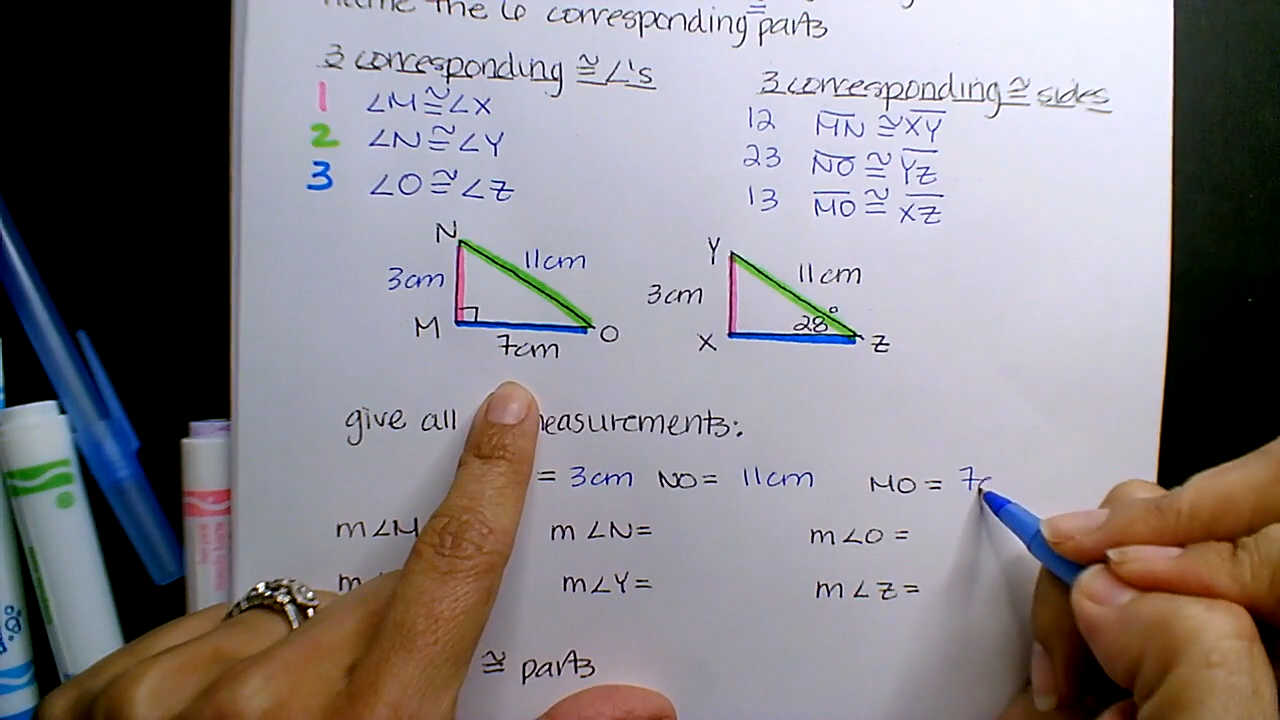 name the 6 corresponding parts
3 corresponding ≅ ∠'s
1 ∠M≅∠X
2 ∠N≅∠Y
3 ∠O≅∠Z
3 corresponding ≅ sides
12 MN ≅ XY
23 NO ≅ YZ
13 MO ≅ XZ
N
3cm
11cm
M
O
7cm
Y
3cm
11cm
28°
X
Z
give all measurements:
= 3cm NO = 11cm MO = 7c
m∠M m∠N= m∠O =
m m∠Y= m∠Z=
≅ parts